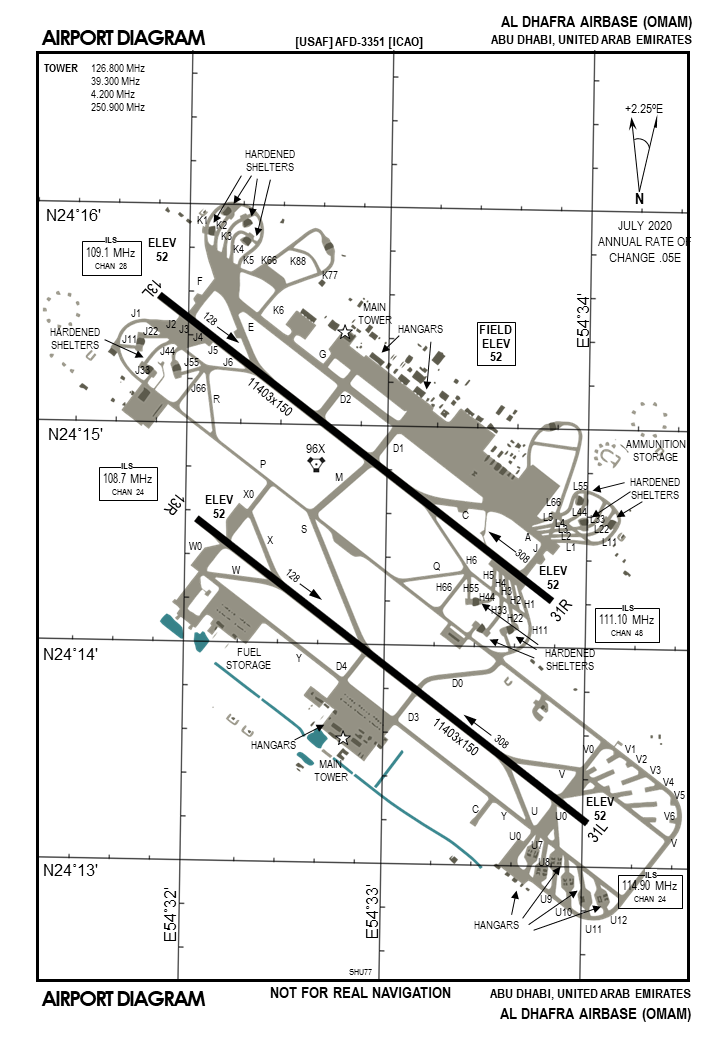 AIRPORT DIAGRAM
[USAF] AFD-3351 [ICAO]
AL DHAFRA AIRBASE (OMAM)
ABU DHABI, UNITED ARAB EMIRATES
TOWER 126.800 MHz
39.300 MHz
4.200 MHz
250.900 MHz
+2.25ºE
N
JULY 2020
ANNUAL RATE OF
CHANGE .05E
HARDENED
SHELTERS
N24°16'
K1
K2
K3
K4
K5
K66
K88
K77
K6
ILS
109.1 MHz
CHAN 28
ELEV
52
13L
F
E
128
MAIN
TOWER
HANGARS
FIELD
ELEV
52
E54°34'
J1
J2
J22
J3
J4
J11
J44
J5
J55
J6
J33
J66
HARDENED
SHELTERS
G
R
11403x150
D2
N24°15'
D1
96X
P
M
AMMUNITION
STORAGE
HARDENED
SHELTERS
ILS
108.7 MHz
CHAN 24
13R
ELEV
52
X0
X
S
W0
W
128
C
L55
L66
L44
L5
L4
L33
L3
L22
L2
L11
L1
A
J
308
ELEV
52
31R
Q
H6
H5
H66
H55
H4
H3
H44
H2
H1
H33
H22
H11
HARDENED
SHELTERS
ILS
111.10 MHz
CHAN 48
N24°14'
FUEL
STORAGE
Y
D4
D0
D3
11403x150
308
HANGARS
MAIN
TOWER
V0
V1
V2
V3
V4
V5
V6
V
V
C
Y
U
U0
ELEV
52
31L
U0
U7
U8
U9
U10
U11
U12
HANGARS
ILS
114.90 MHz
CHAN 24
N24°13'
E54°32'
E54°33'
SHU77
AIRPORT DIAGRAM
NOT FOR REAL NAVIGATION
ABU DHABI, UNITED ARAB EMIRATES
AL DHAFRA AIRBASE (OMAM)